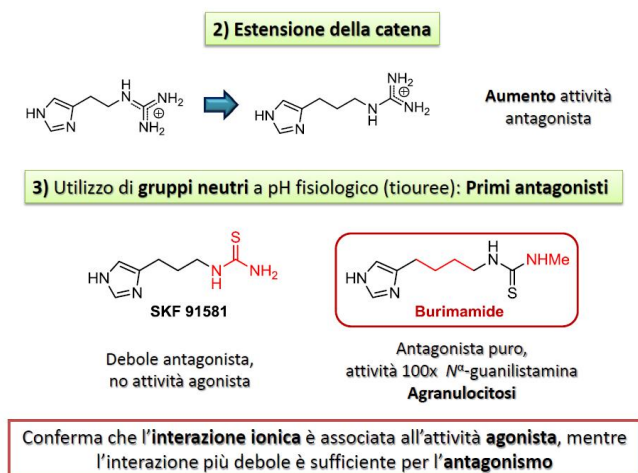 2) Estensione della catena
HN
N
H
N
NH₂
NH₂
⊕
HN
N
N
H
NH₂
NH₂
⊕
Aumento attività
antagonista
3) Utilizzo di gruppi neutri a pH fisiologico (tiouree): Primi antagonisti
HN
N
S
N
H
NH₂
SKF 91581
HN
N
H
N
NHMe
S
Burimamide
Debole antagonista,
no attività agonista
Antagonista puro,
attività 100x Nᵅ-guanilistamina
Agranulocitosi
Conferma che l'interazione ionica è associata all'attività agonista, mentre
l'interazione più debole è sufficiente per l'antagonismo